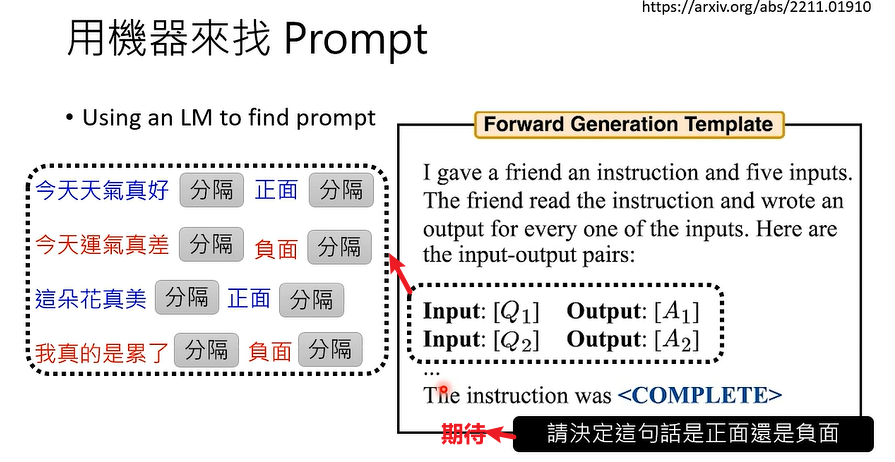 https://arxiv.org/abs/2211.01910
用機器來找 Prompt
• Using an LM to find prompt
今天天氣真好 分隔 正面 分隔
今天運氣真差 分隔 負面 分隔
這朵花真美 分隔 正面 分隔
我真的是累了 分隔 負面 分隔
Forward Generation Template
I gave a friend an instruction and five inputs.
The friend read the instruction and wrote an
output for every one of the inputs. Here are
the input-output pairs:
Input: [Q1] Output: [A1]
Input: [Q2] Output: [A2]
...
The instruction was <COMPLETE>
期待 請決定這句話是正面還是負面